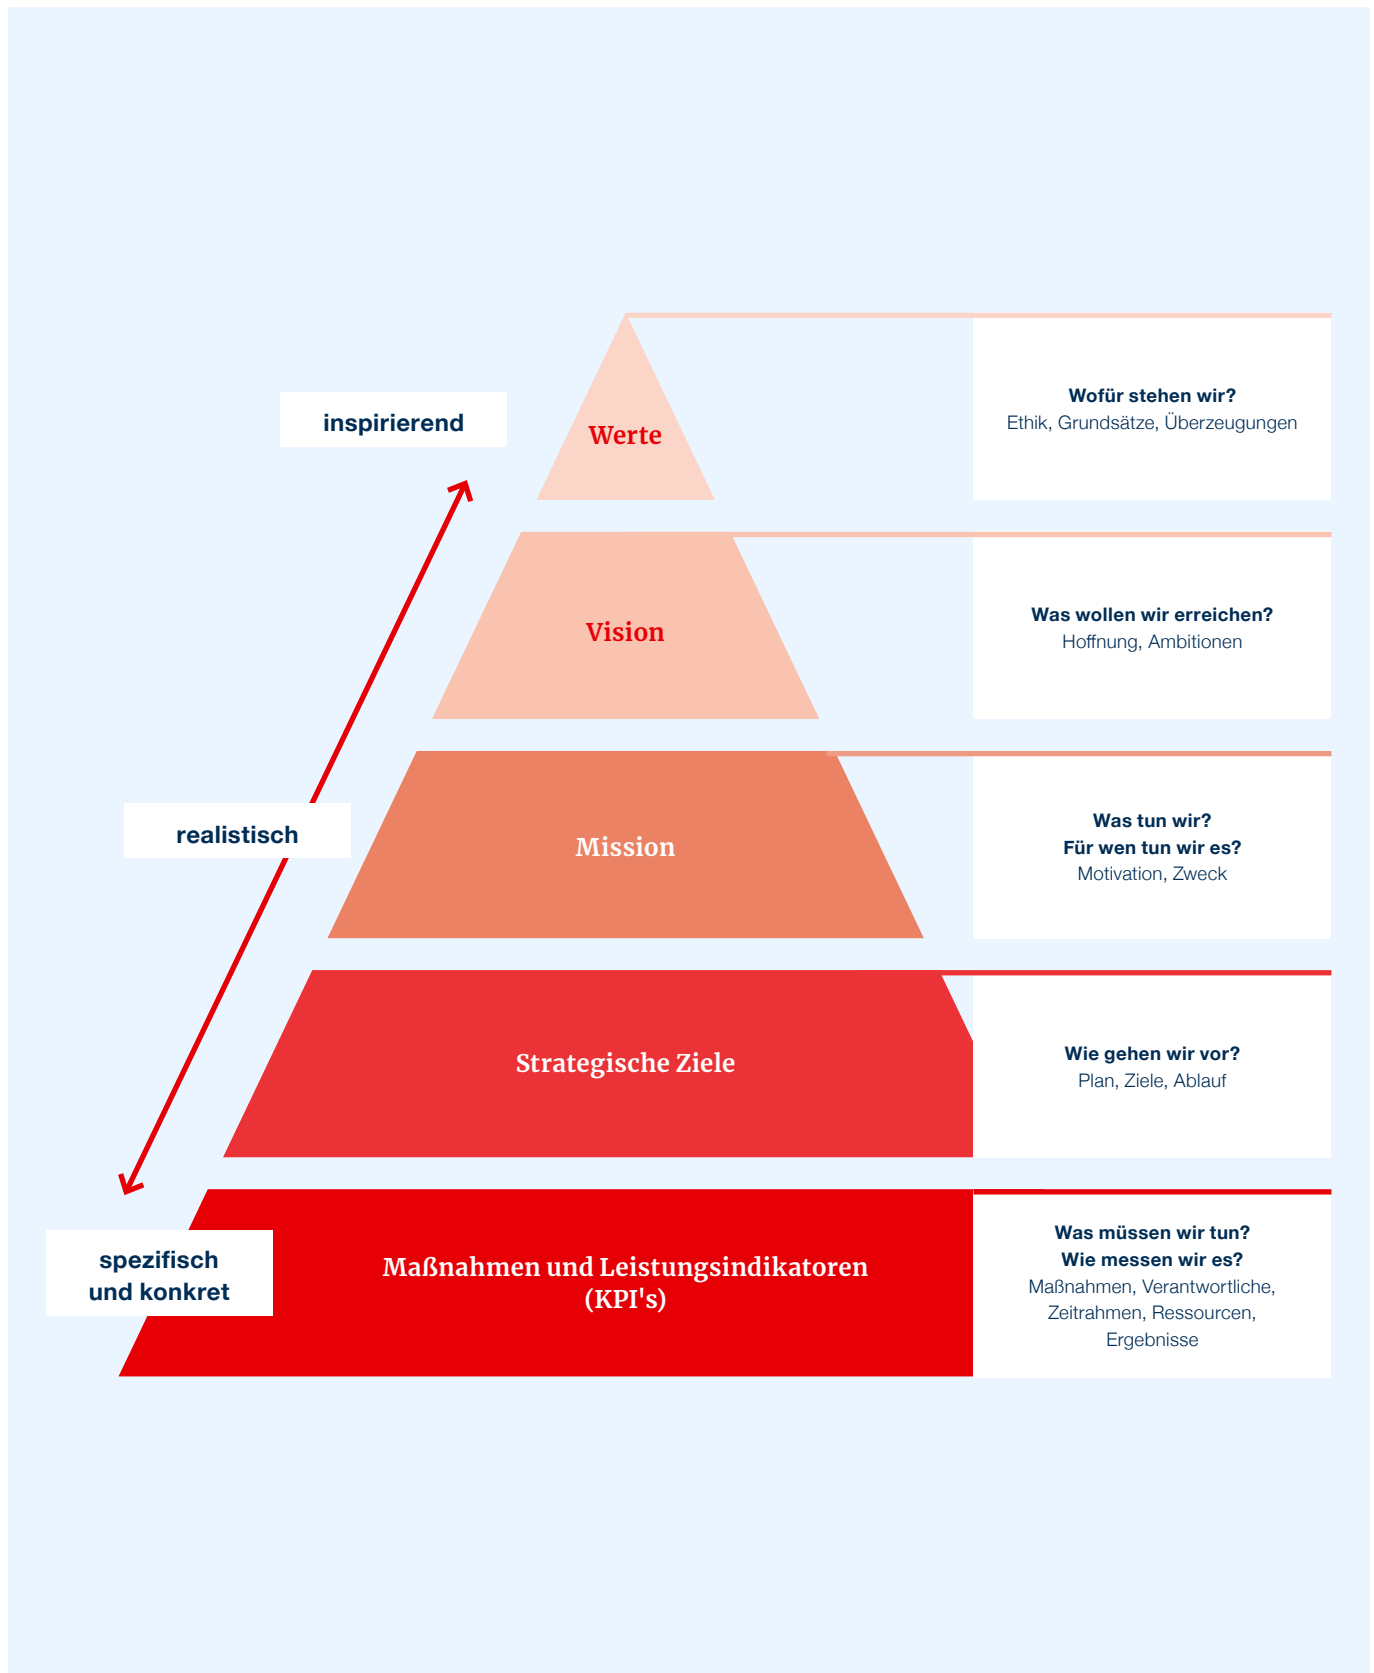 Wofür stehen wir?
Ethik, Grundsätze, Überzeugungen
inspirierend
Werte
Was wollen wir erreichen?
Hoffnung, Ambitionen
Vision
Was tun wir?
Für wen tun wir es?
Motivation, Zweck
realistisch
Mission
Wie gehen wir vor?
Plan, Ziele, Ablauf
Strategische Ziele
Was müssen wir tun?
Wie messen wir es?
Maßnahmen, Verantwortliche,
Zeitrahmen, Ressourcen,
Ergebnisse
spezifisch
und konkret
Maßnahmen und Leistungsindikatoren
(KPI's)